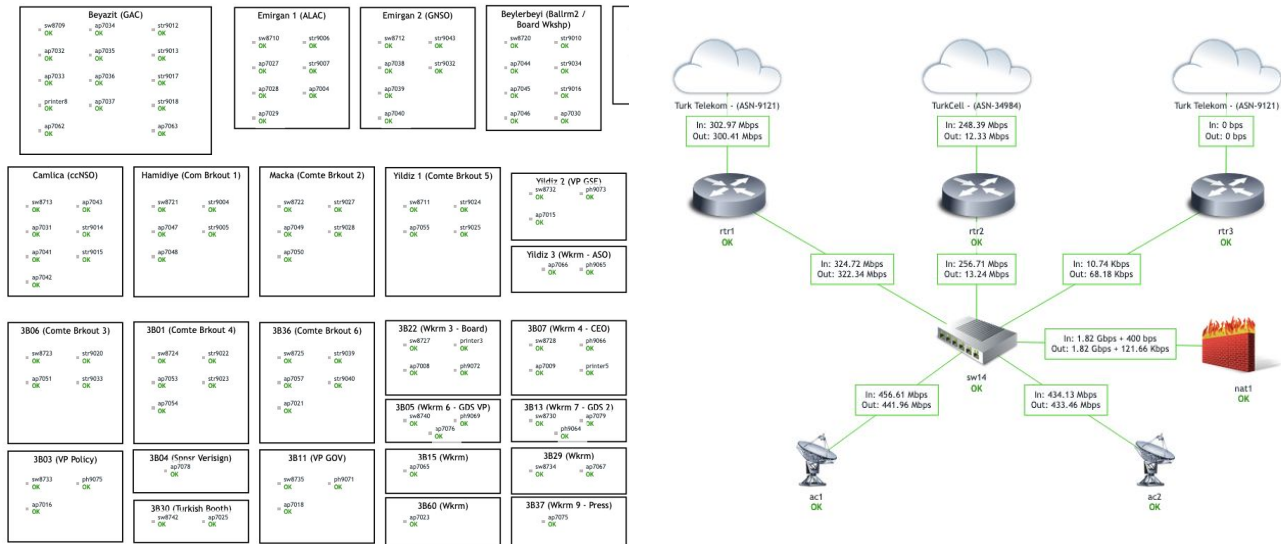 Beyazit (GAC)
sw8709 ap7034 str9012
OK OK OK
ap7032 ap7035 str9013
OK OK OK
ap7033 ap7036 str9017
OK OK OK
printer8 ap7037 str9018
OK OK OK
ap7062 ap7063
OK OK
Emirgan 1 (ALAC)
sw8710 str9006
OK OK
ap7027 str9007
OK OK
ap7028 ap7004
OK OK
ap7029
OK
Emirgan 2 (GNSO)
sw8712 str9043
OK OK
ap7038 str9032
OK OK
ap7039
OK
ap7040
OK
Beylerbeyi (Ballrm2 /
Board Wkshp)
sw8720 str9010
OK OK
ap7044 str9034
OK OK
ap7045 str9016
OK OK
ap7046 ap7030
OK OK
Camlica (ccNSO)
sw8713 ap7043
OK OK
ap7031 str9014
OK OK
ap7041 str9015
OK OK
ap7042
OK
Hamidiye (Com Brkout 1)
sw8721 str9004
OK OK
ap7047 str9005
OK OK
ap7048
OK
Macka (Comte Brkout 2)
sw8722 str9027
OK OK
ap7049 str9028
OK OK
ap7050
OK
Yildiz 1 (Comte Brkout 5)
sw8711 str9024
OK OK
ap7055 str9025
OK OK
Yildiz 2 (VP GSE)
sw8732 ph9073
OK OK
ap7015
OK
Yildiz 3 (Wkrm - ASO)
ap7066 ph9065
OK OK
3B06 (Comte Brkout 3)
sw8723 str9020
OK OK
ap7051 str9033
OK OK
3B01 (Comte Brkout 4)
sw8724 str9022
OK OK
ap7053 str9023
OK OK
ap7054
OK
3B36 (Comte Brkout 6)
sw8725 str9039
OK OK
ap7057 str9040
OK OK
ap7021
OK
3B22 (Wkrm 3 - Board)
sw8727 printer3
OK OK
ap7008 ph9072
OK OK
3B07 (Wkrm 4 - CEO)
sw8728 ph9066
OK OK
ap7009 printer5
OK OK
3B05 (Wkrm 6 - GDS VP)
sw8740 ph9069
OK OK
ap7076
OK
3B13 (Wkrm 7 - GDS 2)
sw8730 ap7079
OK OK
ph9064
OK
3B03 (VP Policy)
sw8733 ph9075
OK OK
ap7016
OK
3B04 (Spnsr Verisign)
ap7078
OK
3B30 (Turkish Booth)
sw8742 ap7025
OK OK
3B11 (VP GOV)
sw8735 ph9071
OK OK
ap7018
OK
3B15 (Wkrm)
ap7065
OK
3B29 (Wkrm)
sw8734 ap7067
OK OK
3B60 (Wkrm)
ap7023
OK
3B37 (Wkrm 9 - Press)
ap7075
OK
Turk Telekom - (ASN-9121)
In: 302.97 Mbps
Out: 300.41 Mbps
rtr1
OK
TurkCell - (ASN-34984)
In: 248.39 Mbps
Out: 12.33 Mbps
rtr2
OK
Turk Telekom - (ASN-9121)
In: 0 bps
Out: 0 bps
rtr3
OK
In: 324.72 Mbps
Out: 322.34 Mbps
In: 256.71 Mbps
Out: 13.24 Mbps
In: 10.74 Kbps
Out: 68.18 Kbps
sw14
OK
In: 1.82 Gbps + 400 bps
Out: 1.82 Gbps + 121.66 Kbps
nat1
OK
In: 456.61 Mbps
Out: 441.96 Mbps
In: 434.13 Mbps
Out: 433.46 Mbps
ac1
OK
ac2
OK